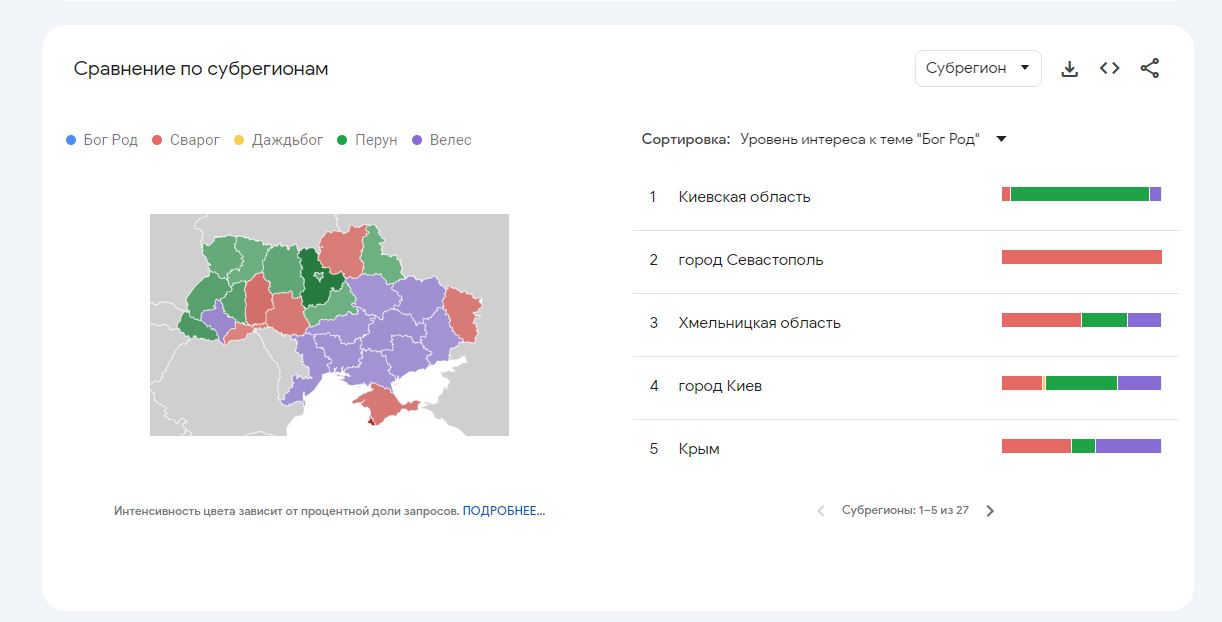 Сравнение по субрегионам
Субрегион
Бог Род Сварог Даждьбог Перун Велес
Сортировка: Уровень интереса к теме "Бог Род"
1 Киевская область
2 город Севастополь
3 Хмельницкая область
4 город Киев
5 Крым
Интенсивность цвета зависит от процентной доли запросов. ПОДРОБНЕЕ...
Субрегионы: 1–5 из 27